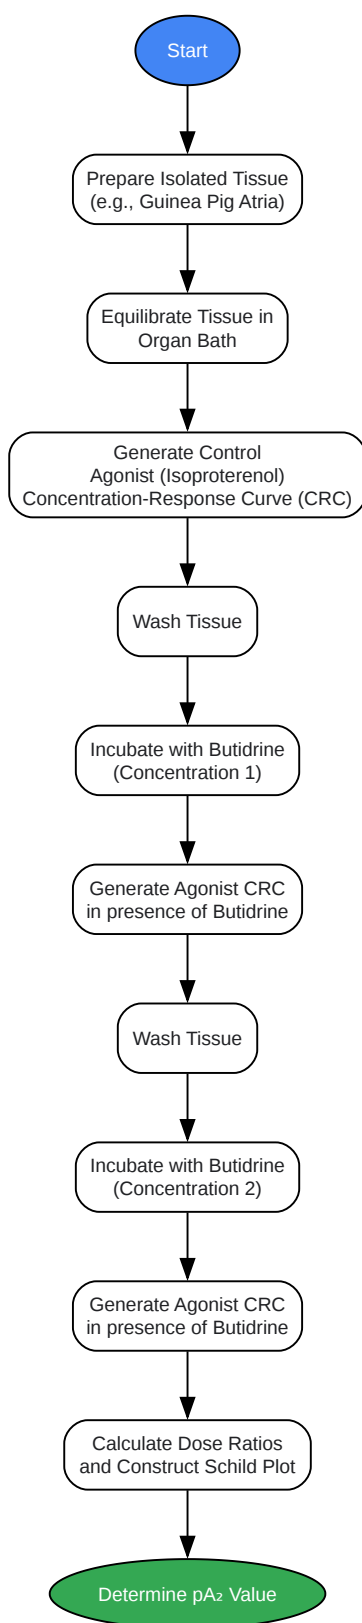 Start
Prepare Isolated Tissue
(e.g., Guinea Pig Atria)
Equilibrate Tissue in
Organ Bath
Generate Control
Agonist (Isoproterenol)
Concentration-Response Curve (CRC)
Wash Tissue
Incubate with Butidrine
(Concentration 1)
Generate Agonist CRC
in presence of Butidrine
Wash Tissue
Incubate with Butidrine
(Concentration 2)
Generate Agonist CRC
in presence of Butidrine
Calculate Dose Ratios
and Construct Schild Plot
Determine pA₂ Value